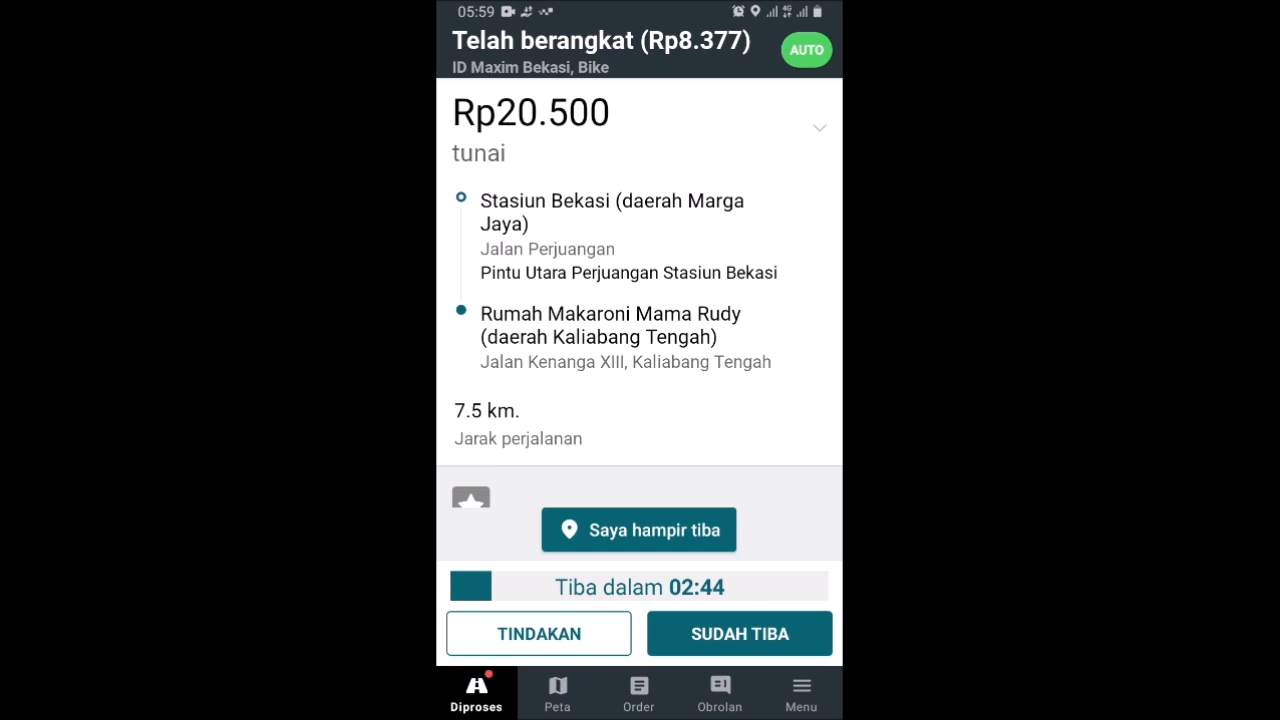 05:59
Telah berangkat (Rp8.377)
AUTO
ID Maxim Bekasi, Bike
Rp20.500
tunai
Stasiun Bekasi (daerah Marga
Jaya)
Jalan Perjuangan
Pintu Utara Perjuangan Stasiun Bekasi
Rumah Makaroni Mama Rudy
(daerah Kaliabang Tengah)
Jalan Kenanga XIII, Kaliabang Tengah
7.5 km.
Jarak perjalanan
Saya hampir tiba
Tiba dalam 02:44
TINDAKAN
SUDAH TIBA
Diproses
Peta
Order
Obrolan
Menu